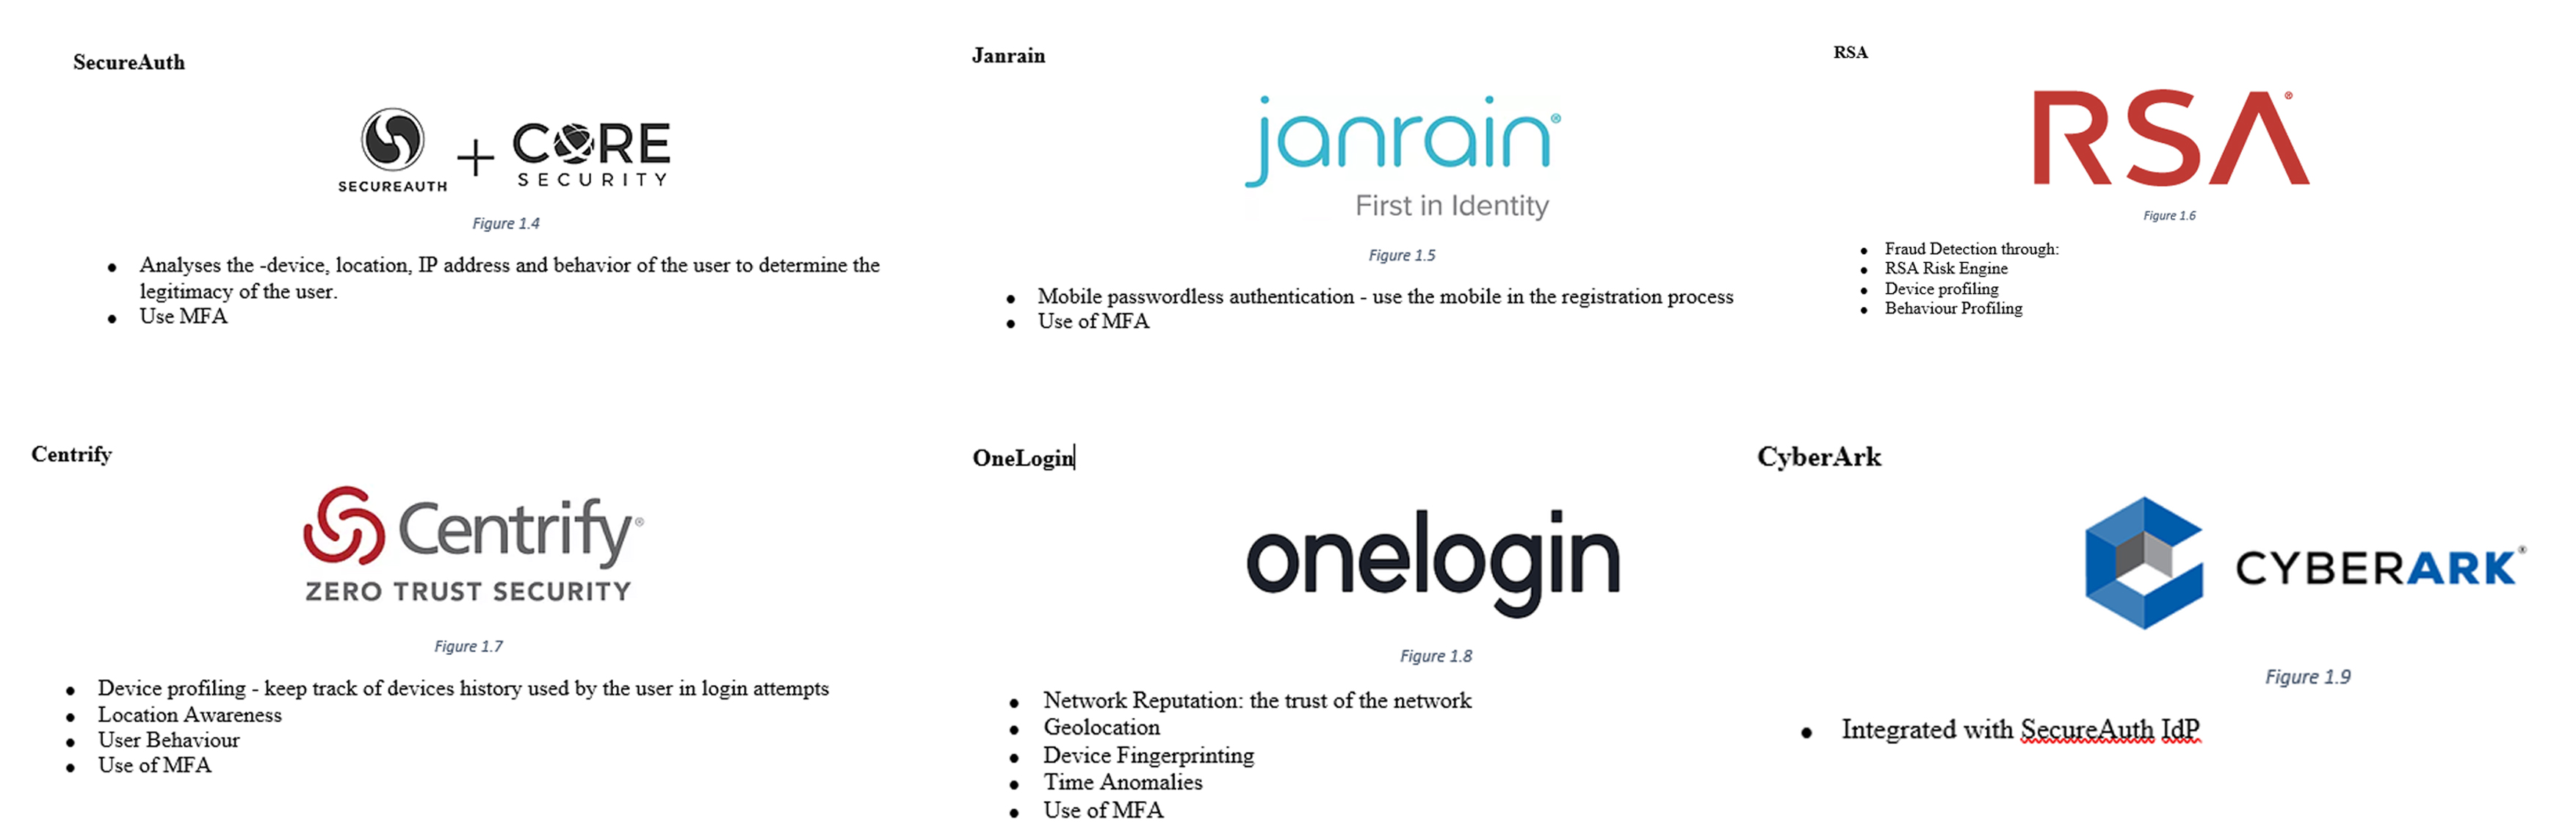 SecureAuth
SECUREAUTH
+
CORE
SECURITY
Figure 1.4
● Analyses the -device, location, IP address and behavior of the user to determine the
legitimacy of the user.
● Use MFA
Janrain
janrain®
First in Identity
Figure 1.5
● Mobile passwordless authentication - use the mobile in the registration process
● Use of MFA
RSA
RSA®
Figure 1.6
● Fraud Detection through:
● RSA Risk Engine
● Device profiling
● Behaviour Profiling
Centrify
Centrify®
ZERO TRUST SECURITY
Figure 1.7
● Device profiling - keep track of devices history used by the user in login attempts
● Location Awareness
● User Behaviour
● Use of MFA
OneLogin
onelogin
Figure 1.8
● Network Reputation: the trust of the network
● Geolocation
● Device Fingerprinting
● Time Anomalies
● Use of MFA
CyberArk
CYBERARK®
Figure 1.9
● Integrated with SecureAuth IdP